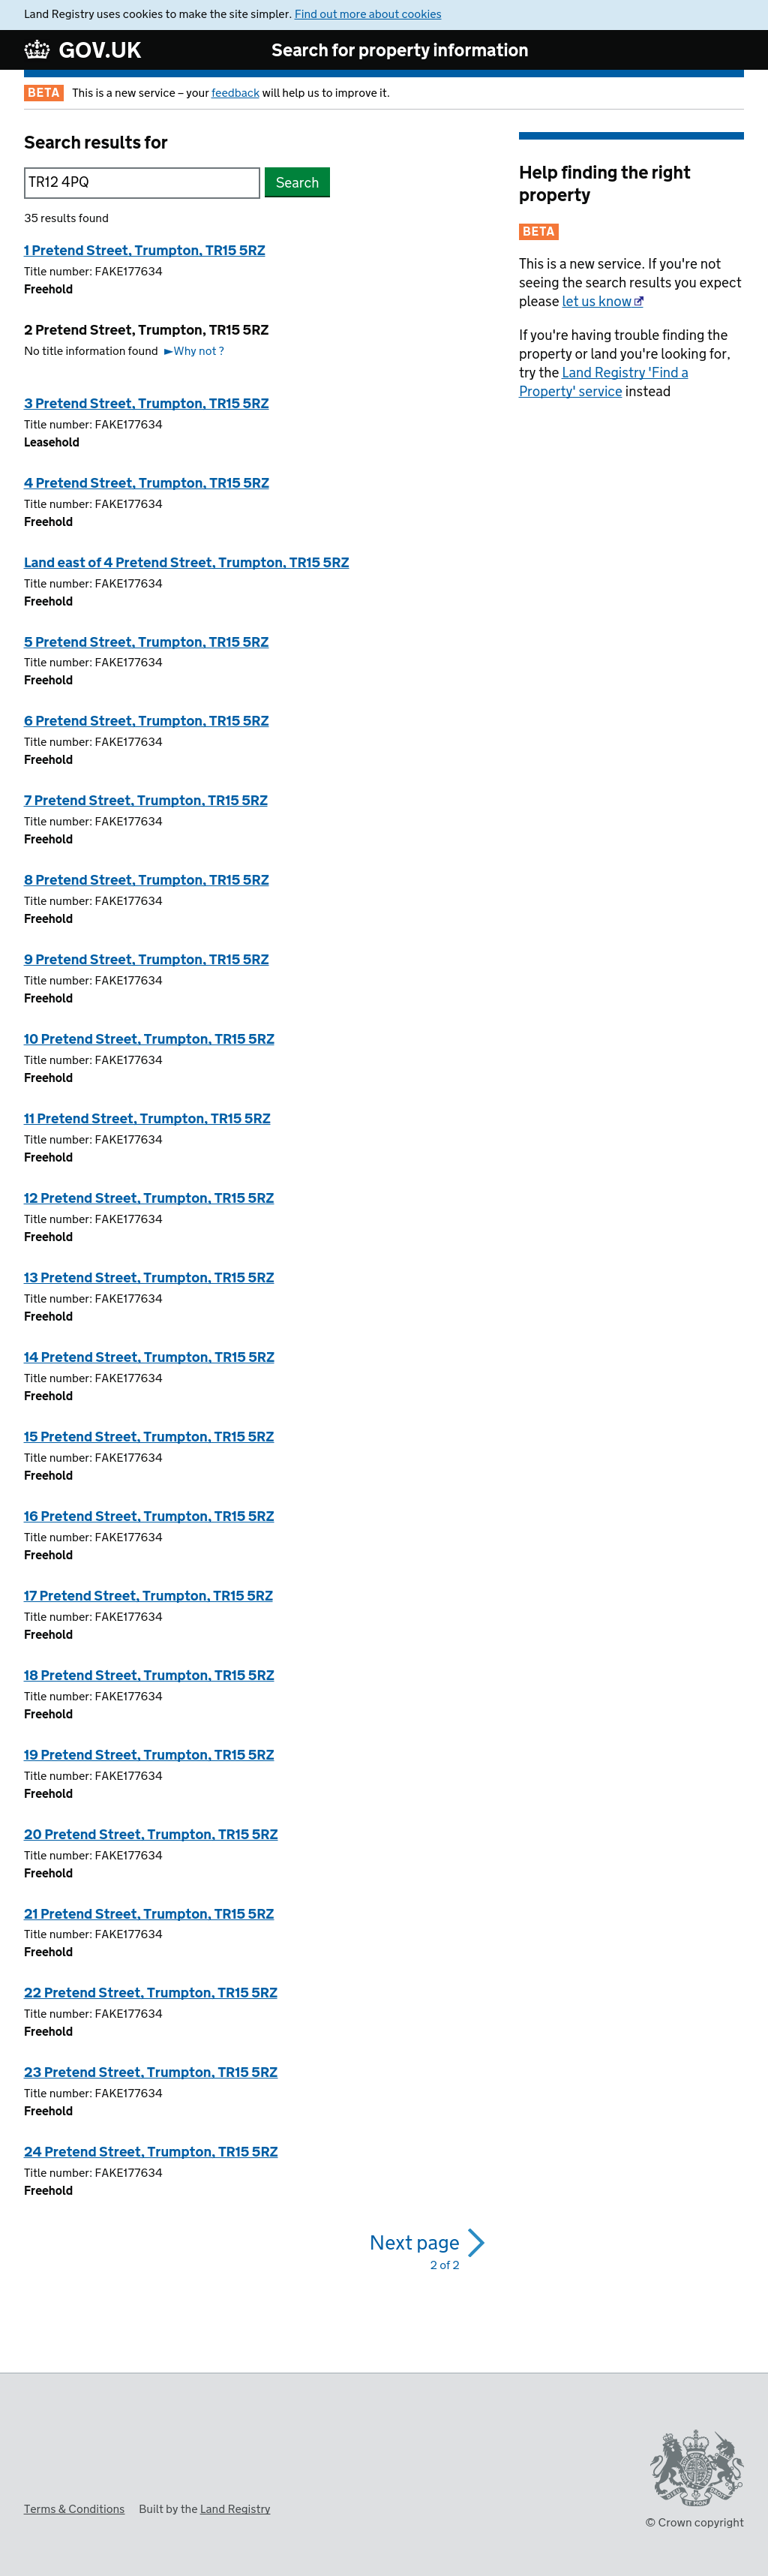 Land Registry uses cookies to make the site simpler. Find out more about cookies
GOV.UK
Search for property information
BETA This is a new service – your feedback will help us to improve it.
Search results for
TR12 4PQ
Search
35 results found
1 Pretend Street, Trumpton, TR15 5RZ
Title number: FAKE177634
Freehold
2 Pretend Street, Trumpton, TR15 5RZ
No title information found ►Why not ?
3 Pretend Street, Trumpton, TR15 5RZ
Title number: FAKE177634
Leasehold
4 Pretend Street, Trumpton, TR15 5RZ
Title number: FAKE177634
Freehold
Land east of 4 Pretend Street, Trumpton, TR15 5RZ
Title number: FAKE177634
Freehold
5 Pretend Street, Trumpton, TR15 5RZ
Title number: FAKE177634
Freehold
6 Pretend Street, Trumpton, TR15 5RZ
Title number: FAKE177634
Freehold
7 Pretend Street, Trumpton, TR15 5RZ
Title number: FAKE177634
Freehold
8 Pretend Street, Trumpton, TR15 5RZ
Title number: FAKE177634
Freehold
9 Pretend Street, Trumpton, TR15 5RZ
Title number: FAKE177634
Freehold
10 Pretend Street, Trumpton, TR15 5RZ
Title number: FAKE177634
Freehold
11 Pretend Street, Trumpton, TR15 5RZ
Title number: FAKE177634
Freehold
12 Pretend Street, Trumpton, TR15 5RZ
Title number: FAKE177634
Freehold
13 Pretend Street, Trumpton, TR15 5RZ
Title number: FAKE177634
Freehold
14 Pretend Street, Trumpton, TR15 5RZ
Title number: FAKE177634
Freehold
15 Pretend Street, Trumpton, TR15 5RZ
Title number: FAKE177634
Freehold
16 Pretend Street, Trumpton, TR15 5RZ
Title number: FAKE177634
Freehold
17 Pretend Street, Trumpton, TR15 5RZ
Title number: FAKE177634
Freehold
18 Pretend Street, Trumpton, TR15 5RZ
Title number: FAKE177634
Freehold
19 Pretend Street, Trumpton, TR15 5RZ
Title number: FAKE177634
Freehold
20 Pretend Street, Trumpton, TR15 5RZ
Title number: FAKE177634
Freehold
21 Pretend Street, Trumpton, TR15 5RZ
Title number: FAKE177634
Freehold
22 Pretend Street, Trumpton, TR15 5RZ
Title number: FAKE177634
Freehold
23 Pretend Street, Trumpton, TR15 5RZ
Title number: FAKE177634
Freehold
24 Pretend Street, Trumpton, TR15 5RZ
Title number: FAKE177634
Freehold
Next page
2 of 2
Help finding the right
property
BETA
This is a new service. If you're not
seeing the search results you expect
please let us know
If you're having trouble finding the
property or land you're looking for,
try the Land Registry 'Find a
Property' service instead
Terms & Conditions Built by the Land Registry
© Crown copyright